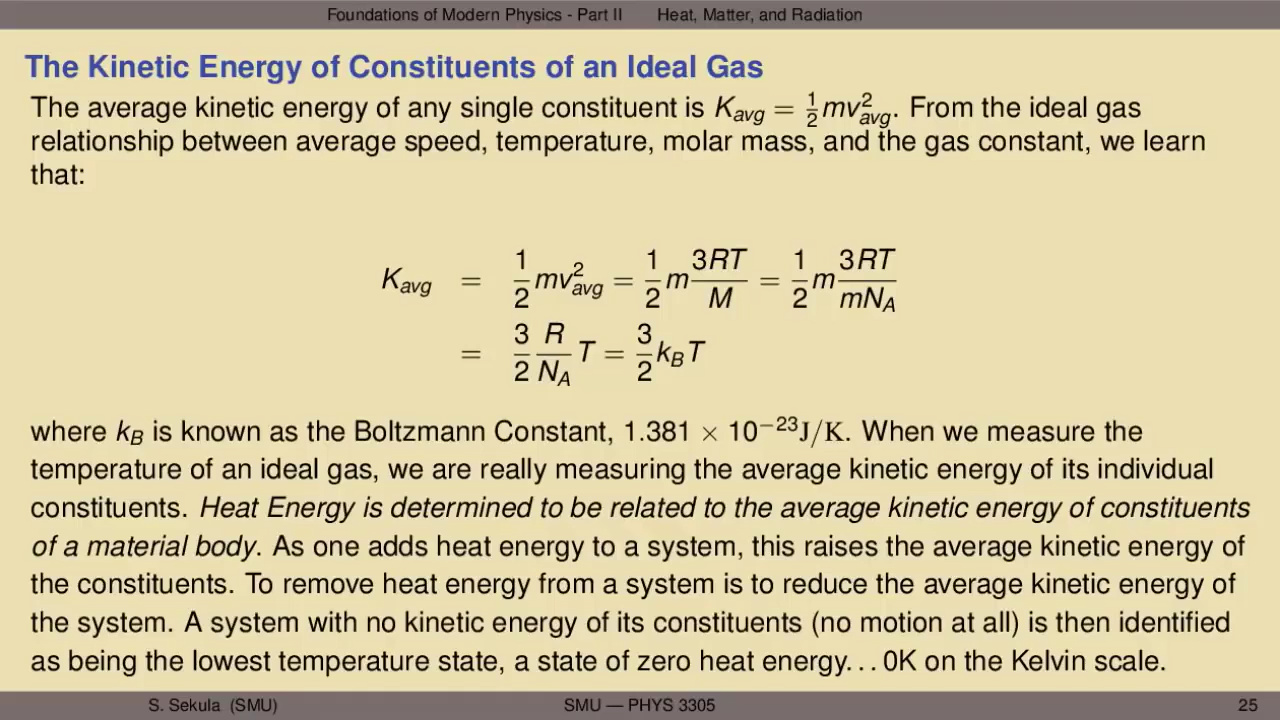 Foundations of Modern Physics - Part II Heat, Matter, and Radiation
The Kinetic Energy of Constituents of an Ideal Gas
The average kinetic energy of any single constituent is K_avg = 1/2 mv²_avg. From the ideal gas
relationship between average speed, temperature, molar mass, and the gas constant, we learn
that:
K_avg = 1/2 mv²_avg = 1/2 m 3RT/M = 1/2 m 3RT/mN_A
= 3/2 R/N_A T = 3/2 k_B T
where k_B is known as the Boltzmann Constant, 1.381 × 10⁻²³J/K. When we measure the
temperature of an ideal gas, we are really measuring the average kinetic energy of its individual
constituents. Heat Energy is determined to be related to the average kinetic energy of constituents
of a material body. As one adds heat energy to a system, this raises the average kinetic energy of
the constituents. To remove heat energy from a system is to reduce the average kinetic energy of
the system. A system with no kinetic energy of its constituents (no motion at all) is then identified
as being the lowest temperature state, a state of zero heat energy. . . 0K on the Kelvin scale.
S. Sekula (SMU) SMU — PHYS 3305 25